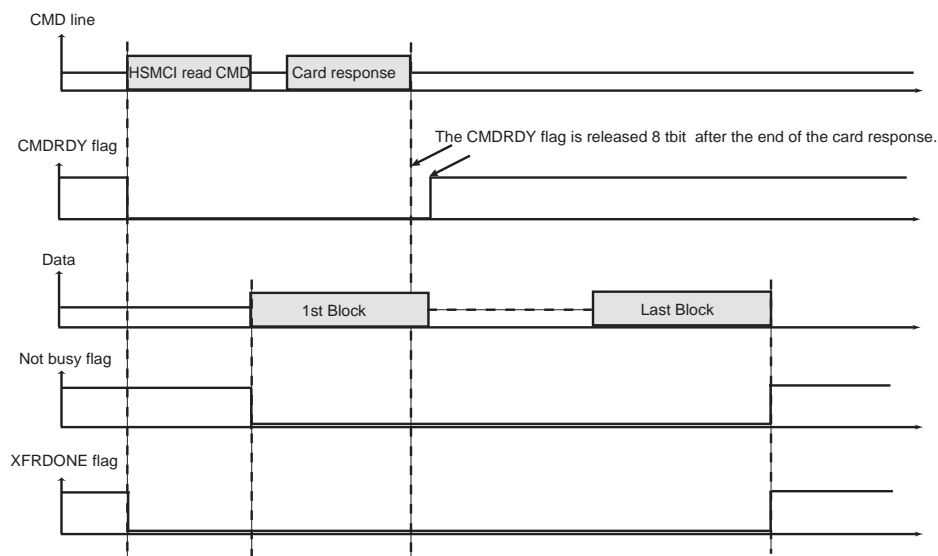 CMD line
HSMCI read CMD
Card response
The CMDRDY flag is released 8 tbit after the end of the card response.
CMDRDY flag
Data
1st Block
Last Block
Not busy flag
XFRDONE flag